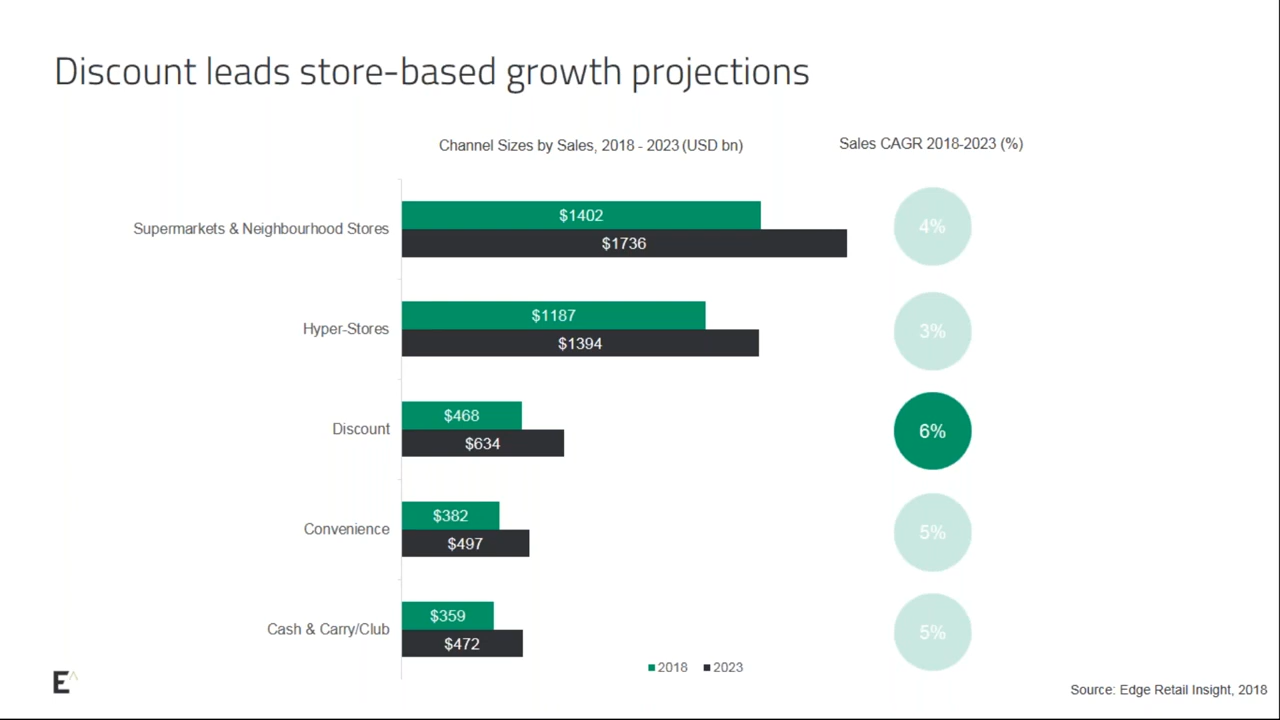 Discount leads store-based growth projections
Channel Sizes by Sales, 2018 - 2023 (USD bn)
Sales CAGR 2018-2023 (%)
Supermarkets & Neighbourhood Stores
$1402
$1736
4%
Hyper-Stores
$1187
$1394
3%
Discount
$468
$634
6%
Convenience
$382
$497
5%
Cash & Carry/Club
$359
$472
5%
2018
2023
E^
Source: Edge Retail Insight, 2018